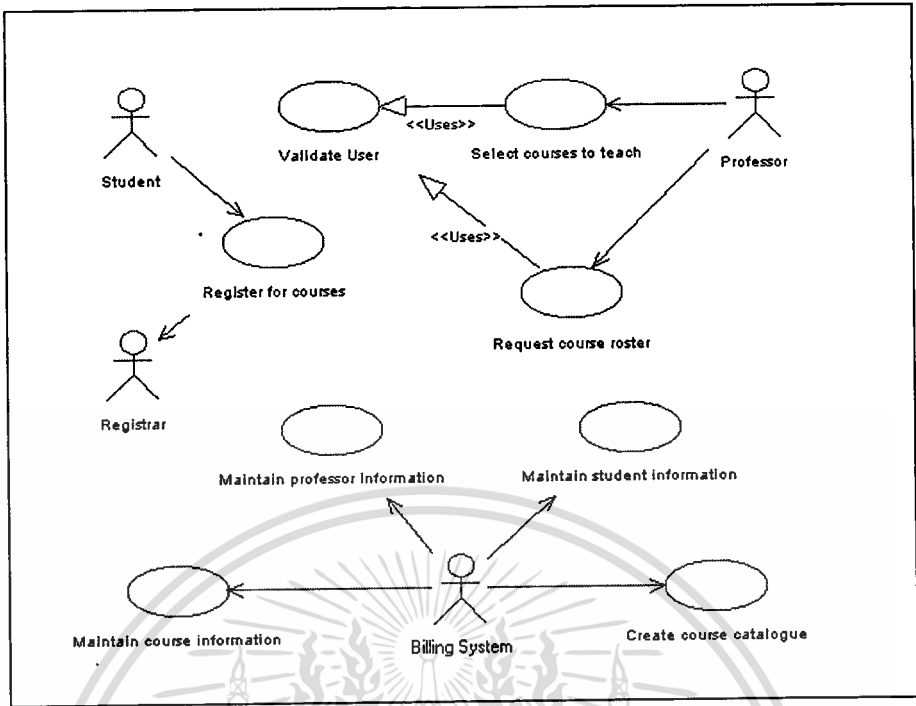 <<Uses>>
Validate User
Select courses to teach
Professor
Student
<<Uses>>
Register for courses
Request course roster
Registrar
Maintain professor information
Maintain student information
Maintain course information
Billing System
Create course catalogue